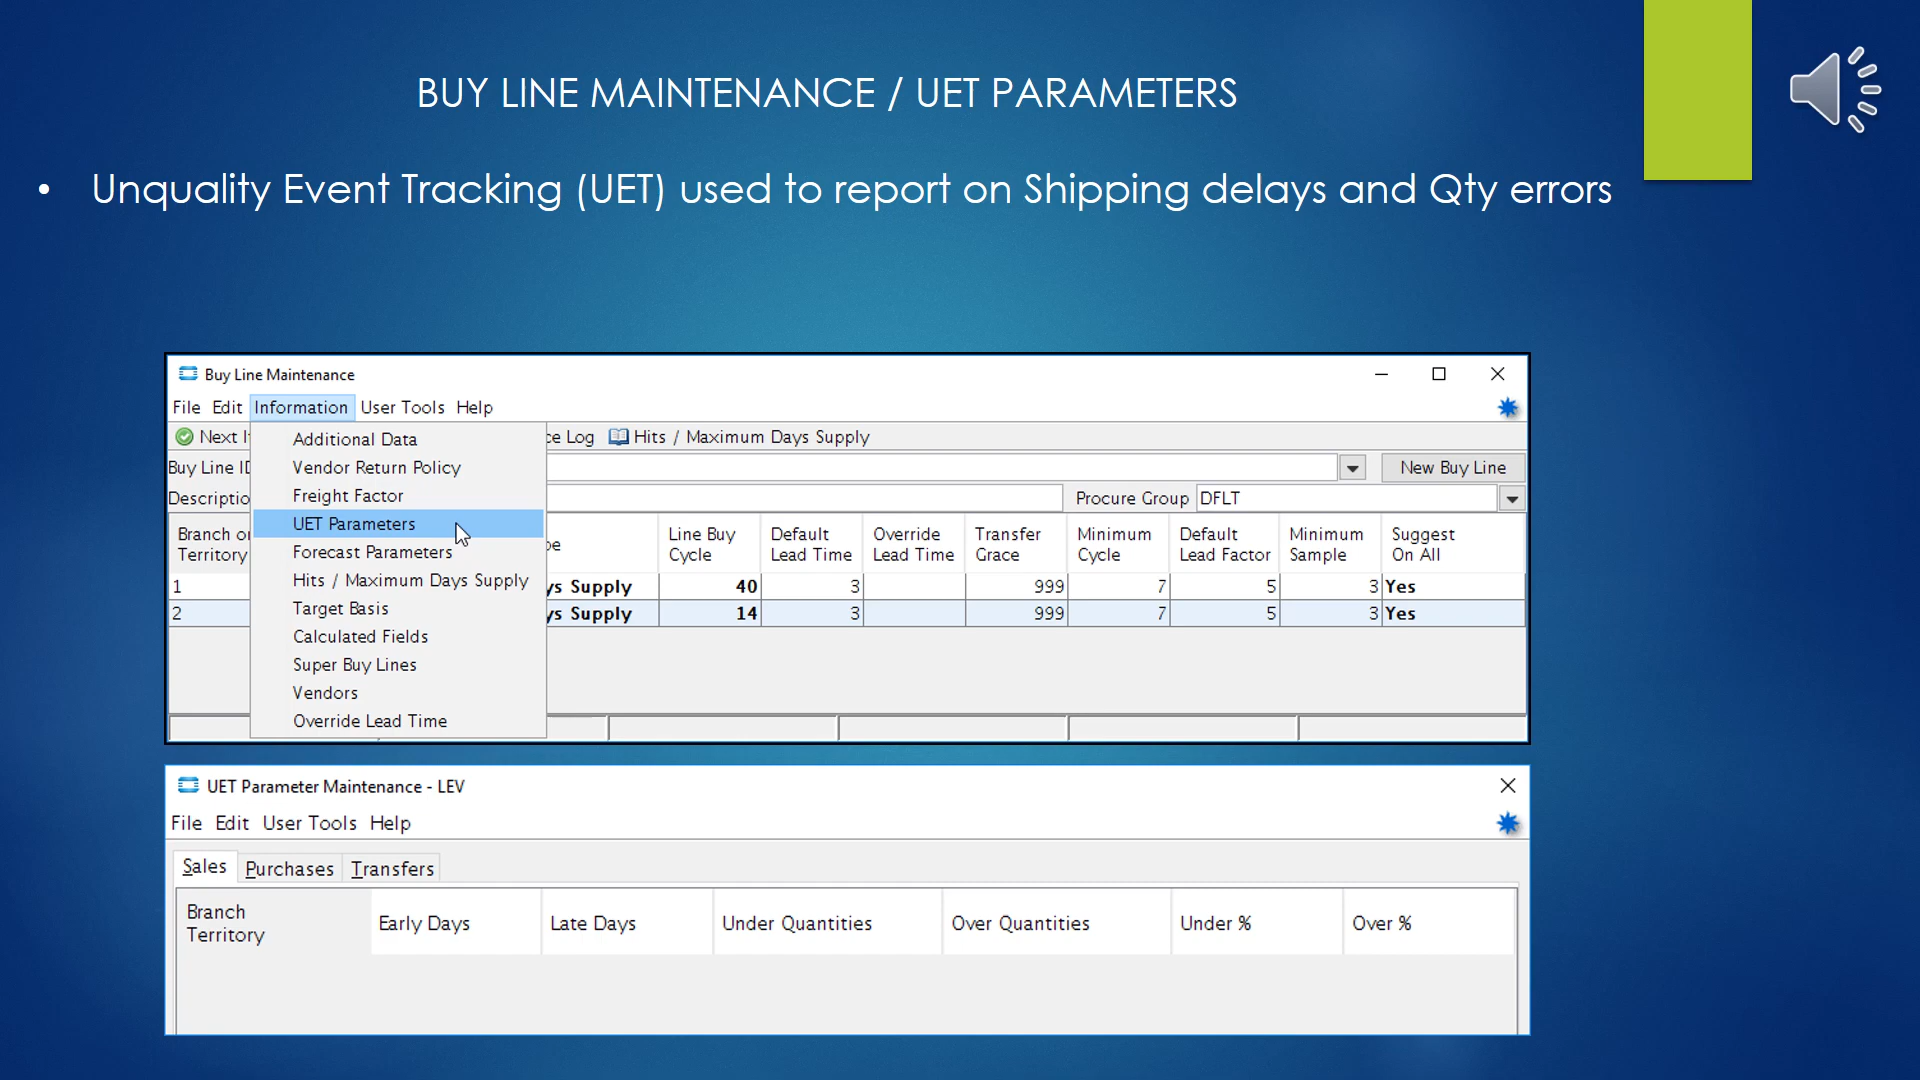 BUY LINE MAINTENANCE / UET PARAMETERS
• Unquality Event Tracking (UET) used to report on Shipping delays and Qty errors
Buy Line Maintenance
File Edit Information User Tools Help
Next ce Log Hits / Maximum Days Supply
Buy Line New Buy Line
Procure Group DFLT
Additional Data
Vendor Return Policy
Freight Factor
UET Parameters
Forecast Parameters
Hits / Maximum Days Supply
Target Basis
Calculated Fields
Super Buy Lines
Vendors
Override Lead Time
Branch Line Buy Default Override Transfer Minimum Default Minimum Suggest
Territory Cycle Lead Time Lead Time Grace Cycle Lead Factor Sample On All
1 ys Supply 40 3 999 7 5 3 Yes
2 ys Supply 14 3 999 7 5 3 Yes
UET Parameter Maintenance - LEV
File Edit User Tools Help
Sales Purchases Transfers
Branch
Territory Early Days Late Days Under Quantities Over Quantities Under % Over %